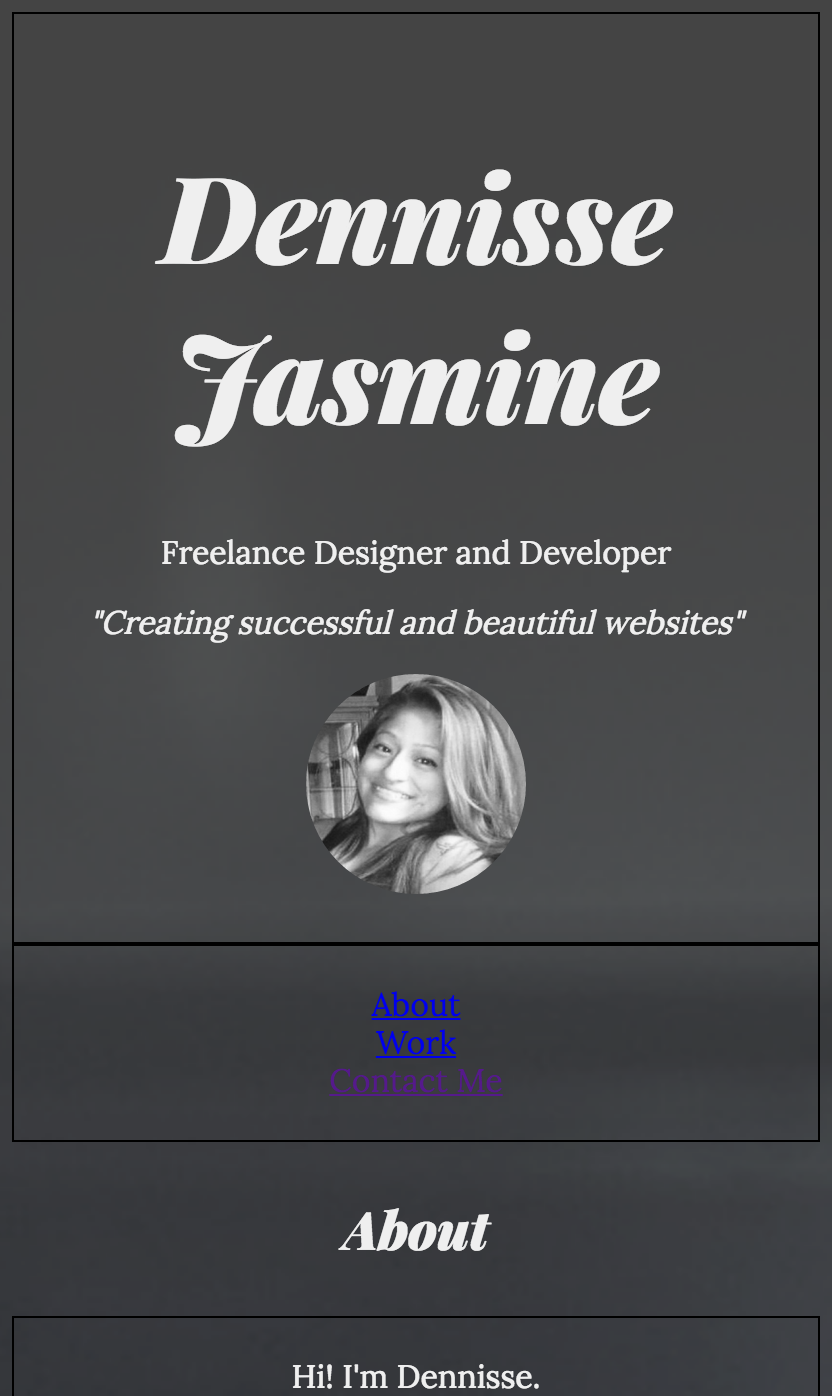 Dennisse
Jasmine
Freelance Designer and Developer
"Creating successful and beautiful websites"
About
Work
Contact Me
About
Hi! I'm Dennisse.